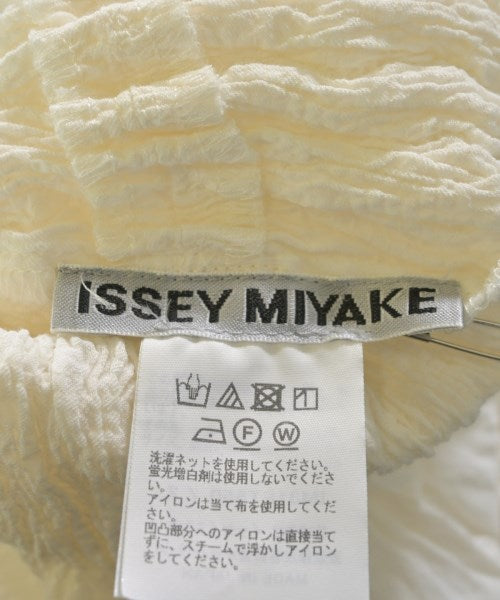 ISSEY MIYAKE
F W
洗濯ネットを使用してください。
蛍光増白剤は使用しないでくだ
さい。
アイロンは当て布を使用してくだ
さい。
凹凸部分へのアイロンは直接当て
ずに、スチームで浮かしアイロン
をしてください。